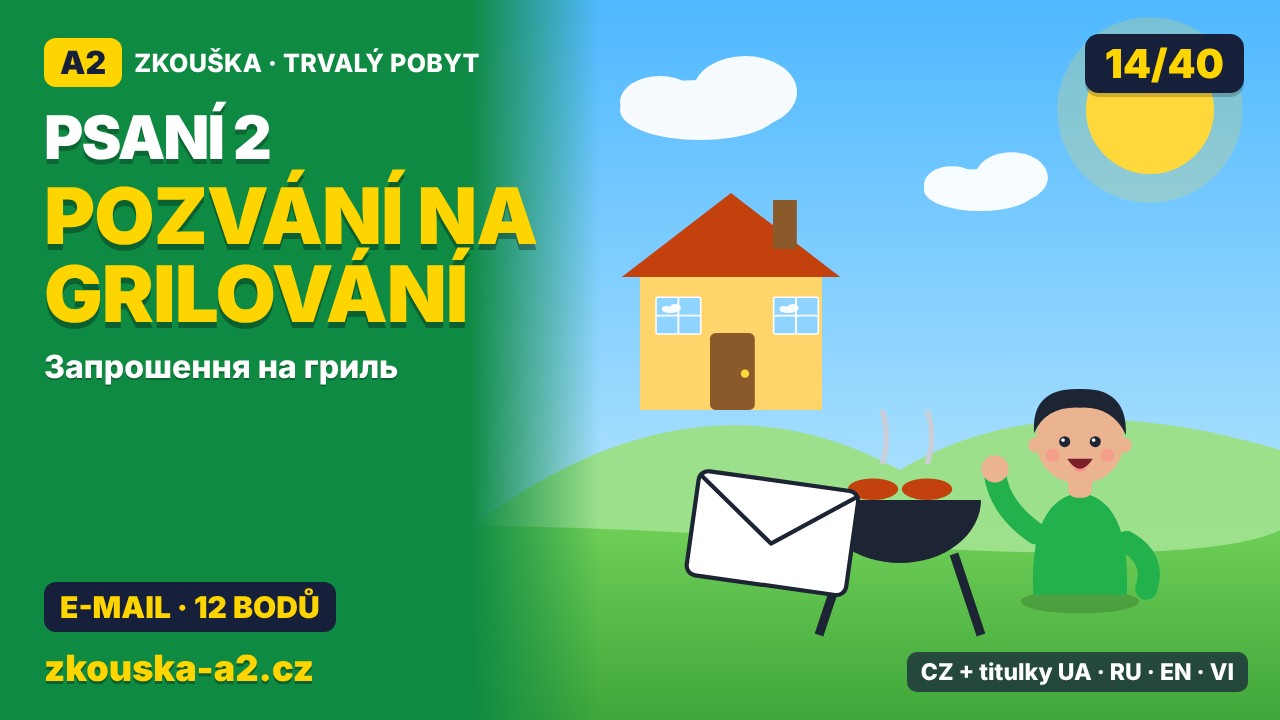 A2 ZKOUŠKA · TRVALÝ POBYT
14/40
PSANÍ 2
POZVÁNÍ NA
GRILOVÁNÍ
Запрошення на гриль
E-MAIL · 12 BODŮ
zkouska-a2.cz
CZ + titulky UA · RU · EN · VI